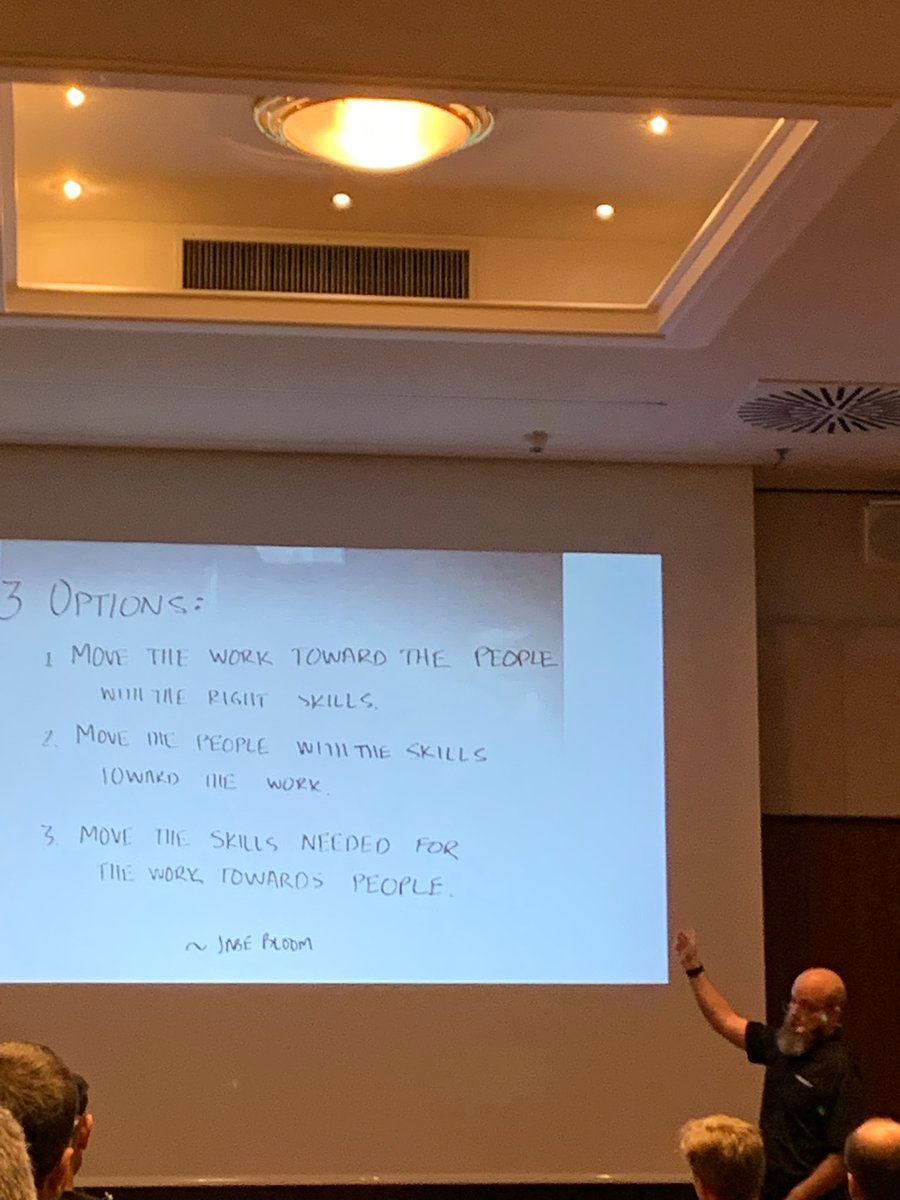 3 OPTIONS:
1 MOVE THE WORK TOWARD THE PEOPLE
WITH THE RIGHT SKILLS.
2. MOVE THE PEOPLE WITH THE SKILLS
TOWARD THE WORK.
3. MOVE THE SKILLS NEEDED FOR
THE WORK TOWARDS PEOPLE.
~ JABE BLOOM